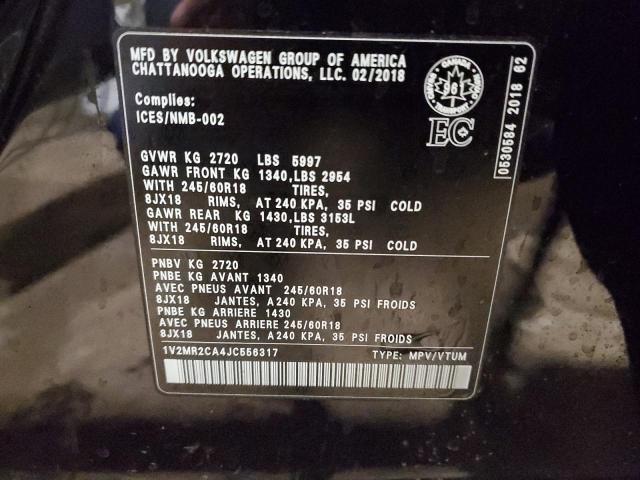 MFD BY VOLKSWAGEN GROUP OF AMERICA
CHATTANOOGA OPERATIONS, LLC. 02/2018
Complies:
ICES/NMB-002
CANADA
TRANSPORT
96
EC
0530584 2018 62
GVWR KG 2720 LBS 5997
GAWR FRONT KG 1340,LBS 2954
WITH 245/60R18 TIRES,
8JX18 RIMS, AT 240 KPA, 35 PSI COLD
GAWR REAR KG 1430,LBS 3153L
WITH 245/60R18 TIRES,
8JX18 RIMS, AT 240 KPA, 35 PSI COLD
PNBV KG 2720
PNBE KG AVANT 1340
AVEC PNEUS AVANT 245/60R18
8JX18 JANTES, A 240 KPA, 35 PSI FROIDS
PNBE KG ARRIERE 1430
AVEC PNEUS ARRIERE 245/60R18
8JX18 JANTES, A 240 KPA, 35 PSI FROIDS
1V2MR2CA4JC556317 TYPE: MPV/VTUM